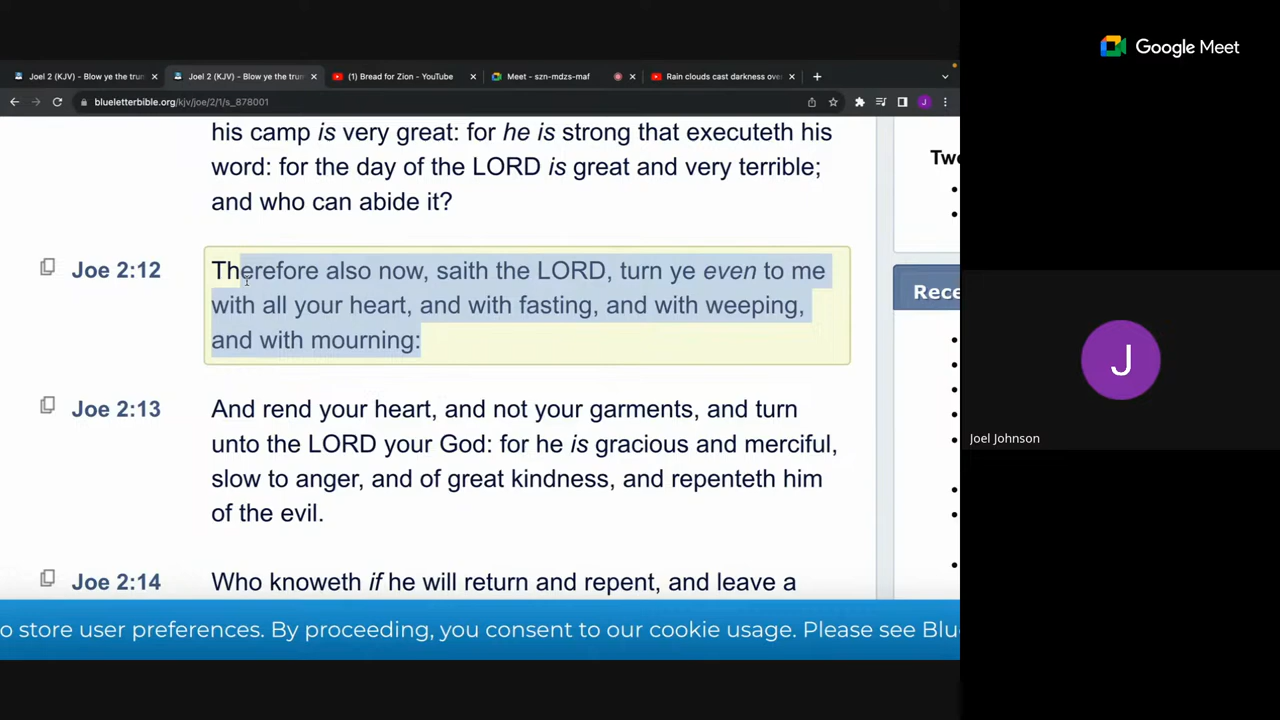 Google Meet
Joel 2 (KJV) - Blow ye the trum
Joel 2 (KJV) - Blow ye the trum
(1) Bread for Zion - YouTube
Meet - szn-mdzs-maf
Rain clouds cast darkness ove
blueletterbible.org/kjv/joe/2/1/s_878001
J
his camp is very great: for he is strong that executeth his
word: for the day of the LORD is great and very terrible;
and who can abide it?
Two
Joe 2:12
Therefore also now, saith the LORD, turn ye even to me
with all your heart, and with fasting, and with weeping,
and with mourning:
Rece
J
Joel Johnson
Joe 2:13
And rend your heart, and not your garments, and turn
unto the LORD your God: for he is gracious and merciful,
slow to anger, and of great kindness, and repenteth him
of the evil.
Joe 2:14
Who knoweth if he will return and repent, and leave a
o store user preferences. By proceeding, you consent to our cookie usage. Please see Blu